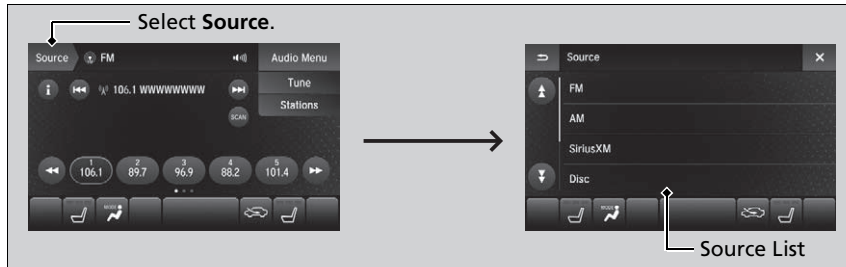 Select Source.
Source FM Audio Menu
i 106.1 WWWWWWWW Tune
Stations
SCAN
1 2 3 4 5
106.1 89.7 96.9 88.2 101.4
MODE
Source
FM
AM
SiriusXM
Disc
MODE
Source List